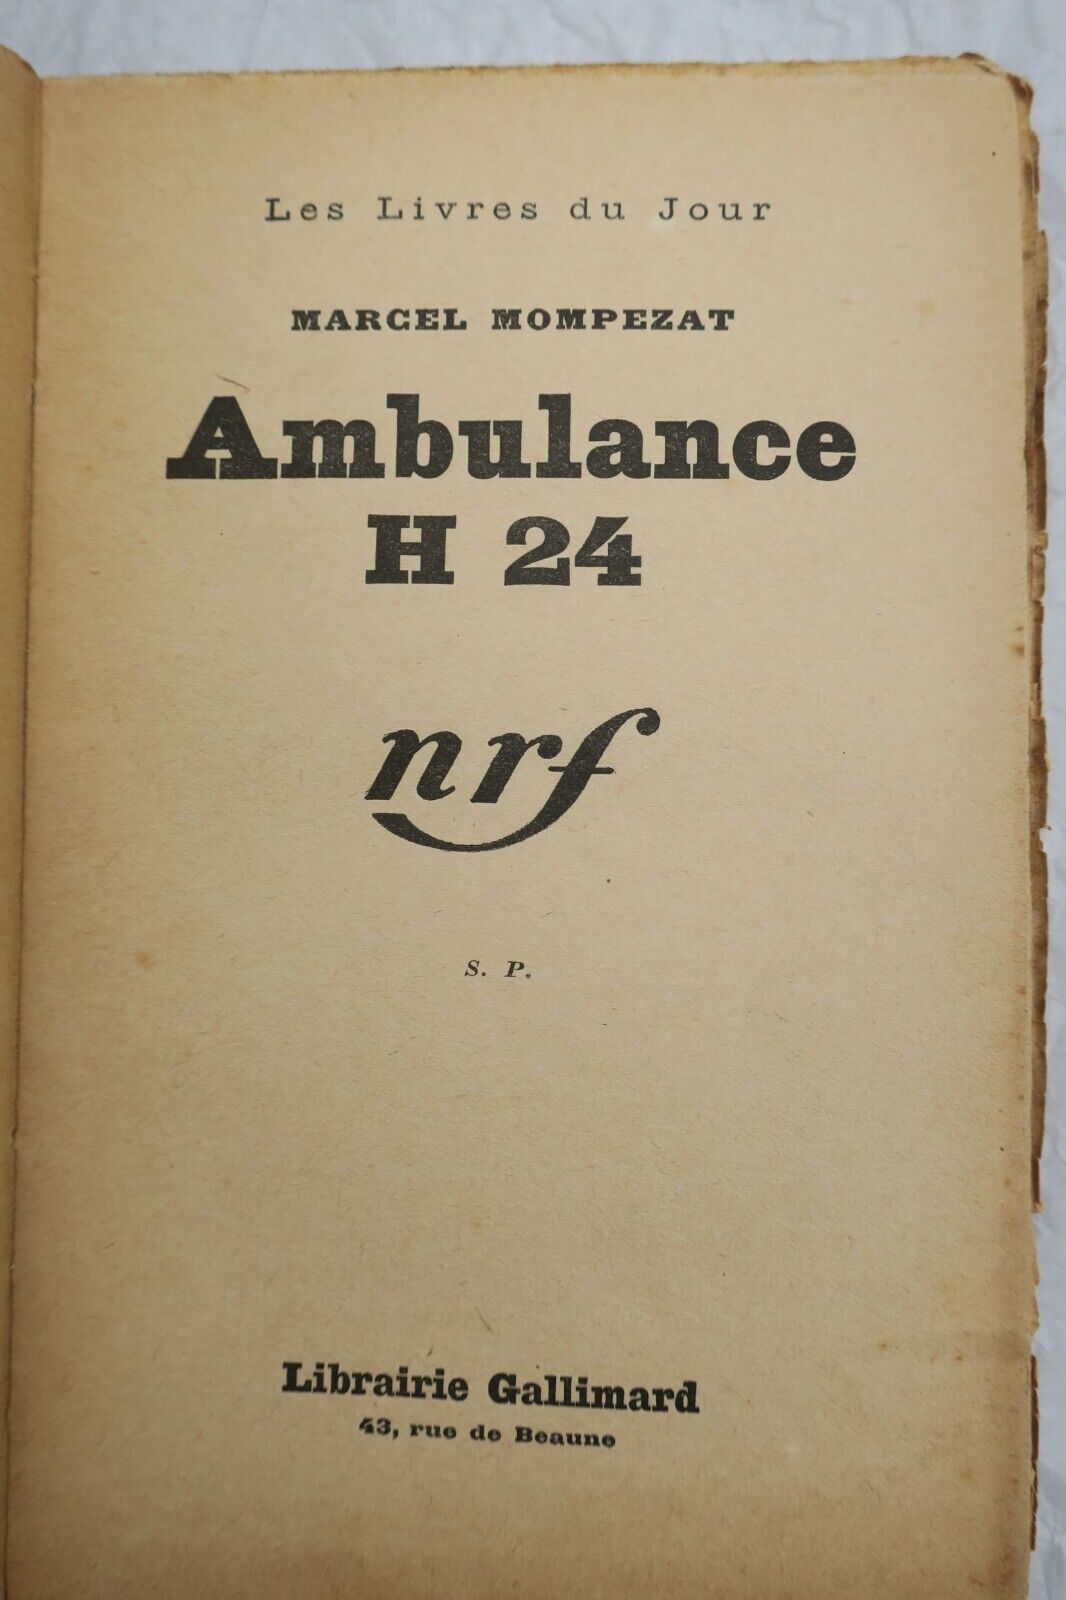 Les Livres du Jour
MARCEL MOMPEZAT
Ambulance
H 24
nrf
S. P.
Librairie Gallimard
43, rue de Beaune